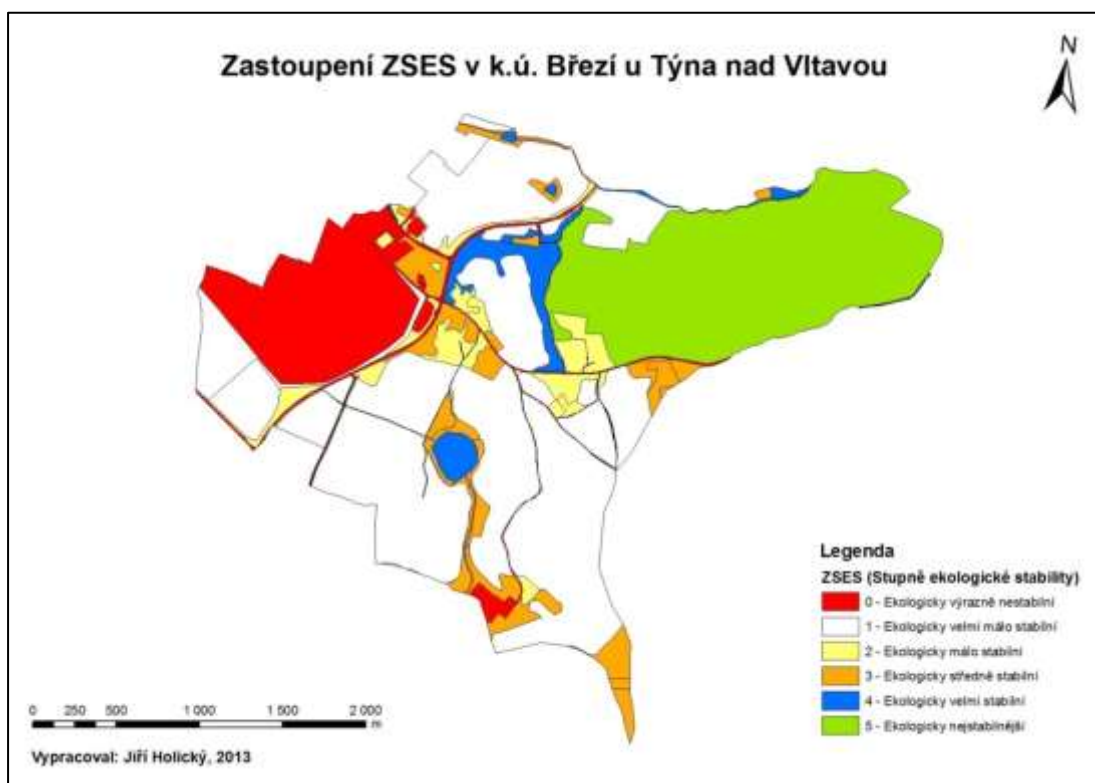 Zastoupení ZSES v k.ú. Březí u Týna nad Vltavou
N
Legenda
ZSES (Stupně ekologické stability)
0 - Ekologicky výrazně nestabilní
1 - Ekologicky velmi málo stabilní
2 - Ekologicky málo stabilní
3 - Ekologicky středně stabilní
4 - Ekologicky velmi stabilní
5 - Ekologicky nejstabilnější
0 250 500 1 000 1 500 2 000
m
Vypracoval: Jiří Holický, 2013